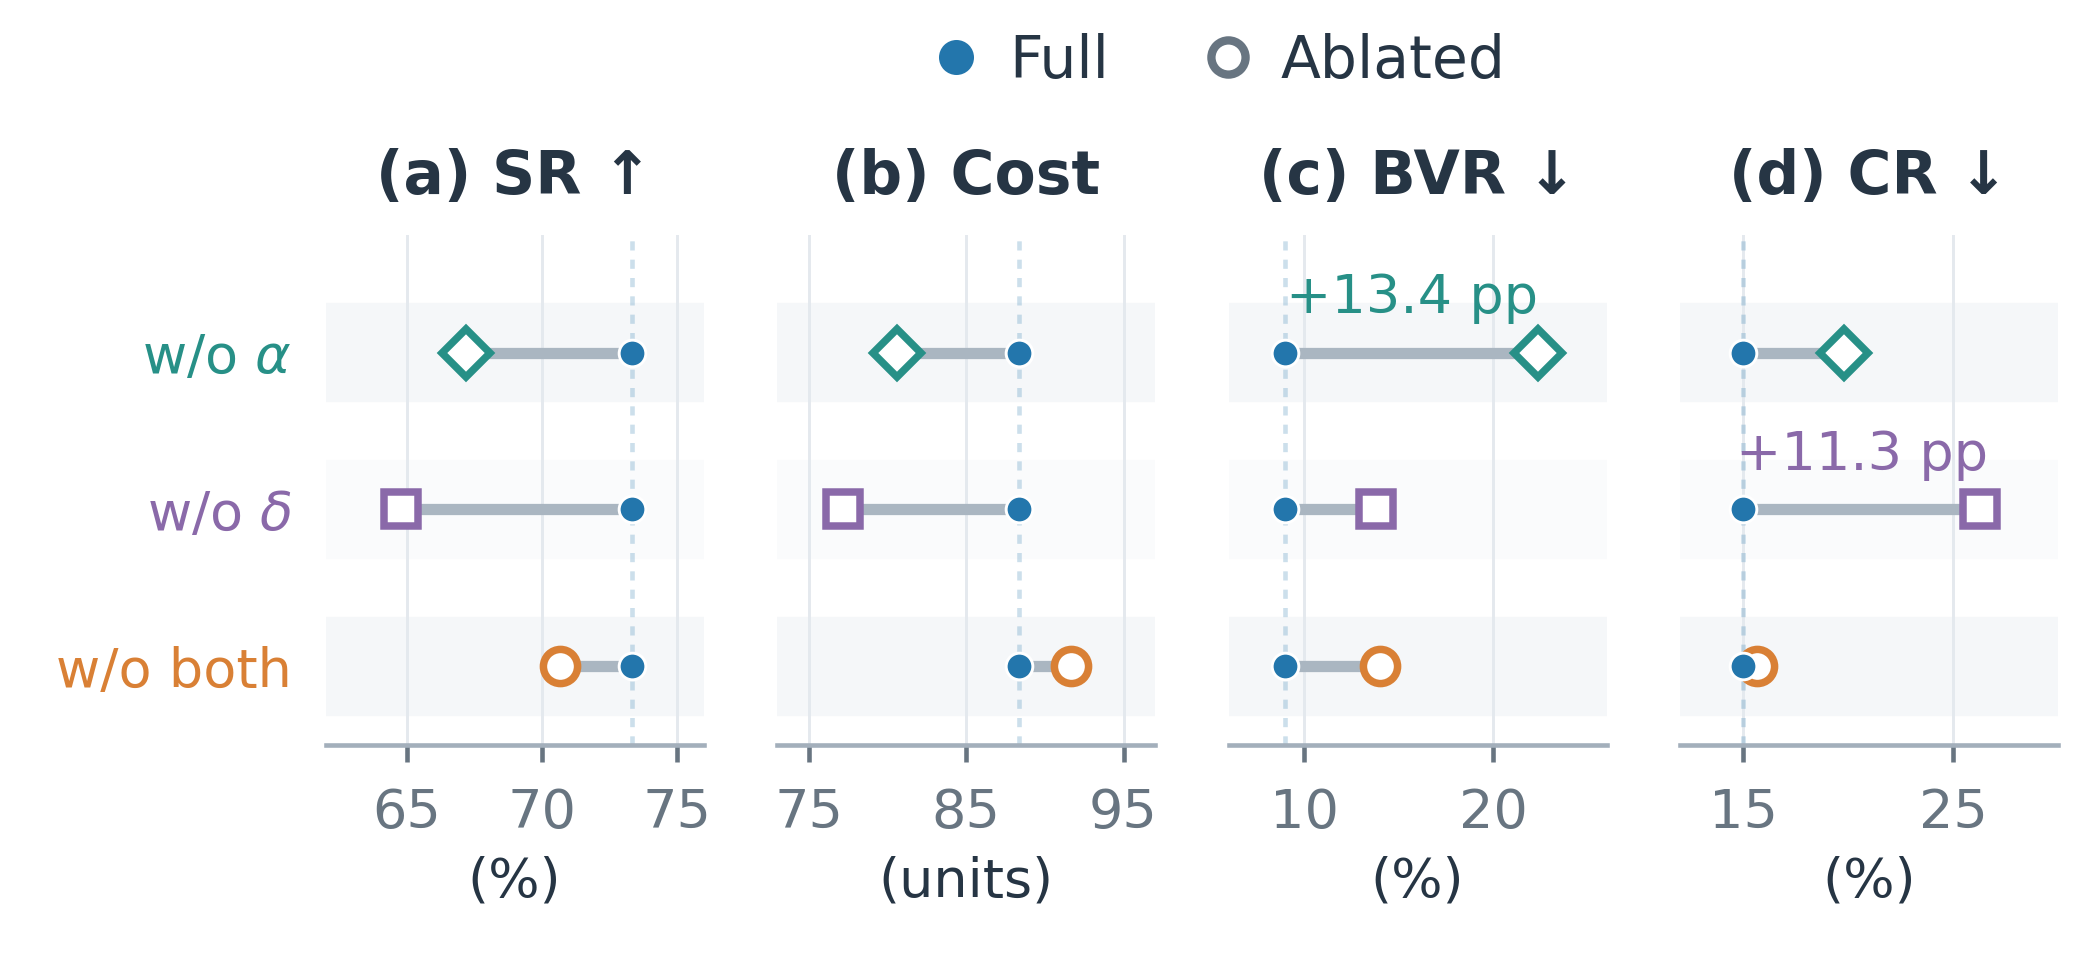 Full Ablated
(a) SR ↑ (b) Cost (c) BVR ↓ (d) CR ↓
+13.4 pp
w/o α
+11.3 pp
w/o δ
w/o both
65 70 75 75 85 95 10 20 15 25
(%) (units) (%) (%)